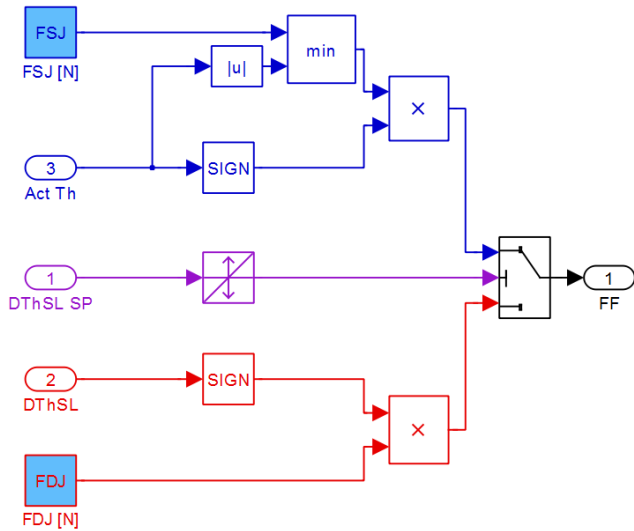 FSJ
FSJ [N]
|u|
min
×
3
Act Th
SIGN
1
DThSL SP
1
FF
2
DThSL
SIGN
×
FDJ
FDJ [N]